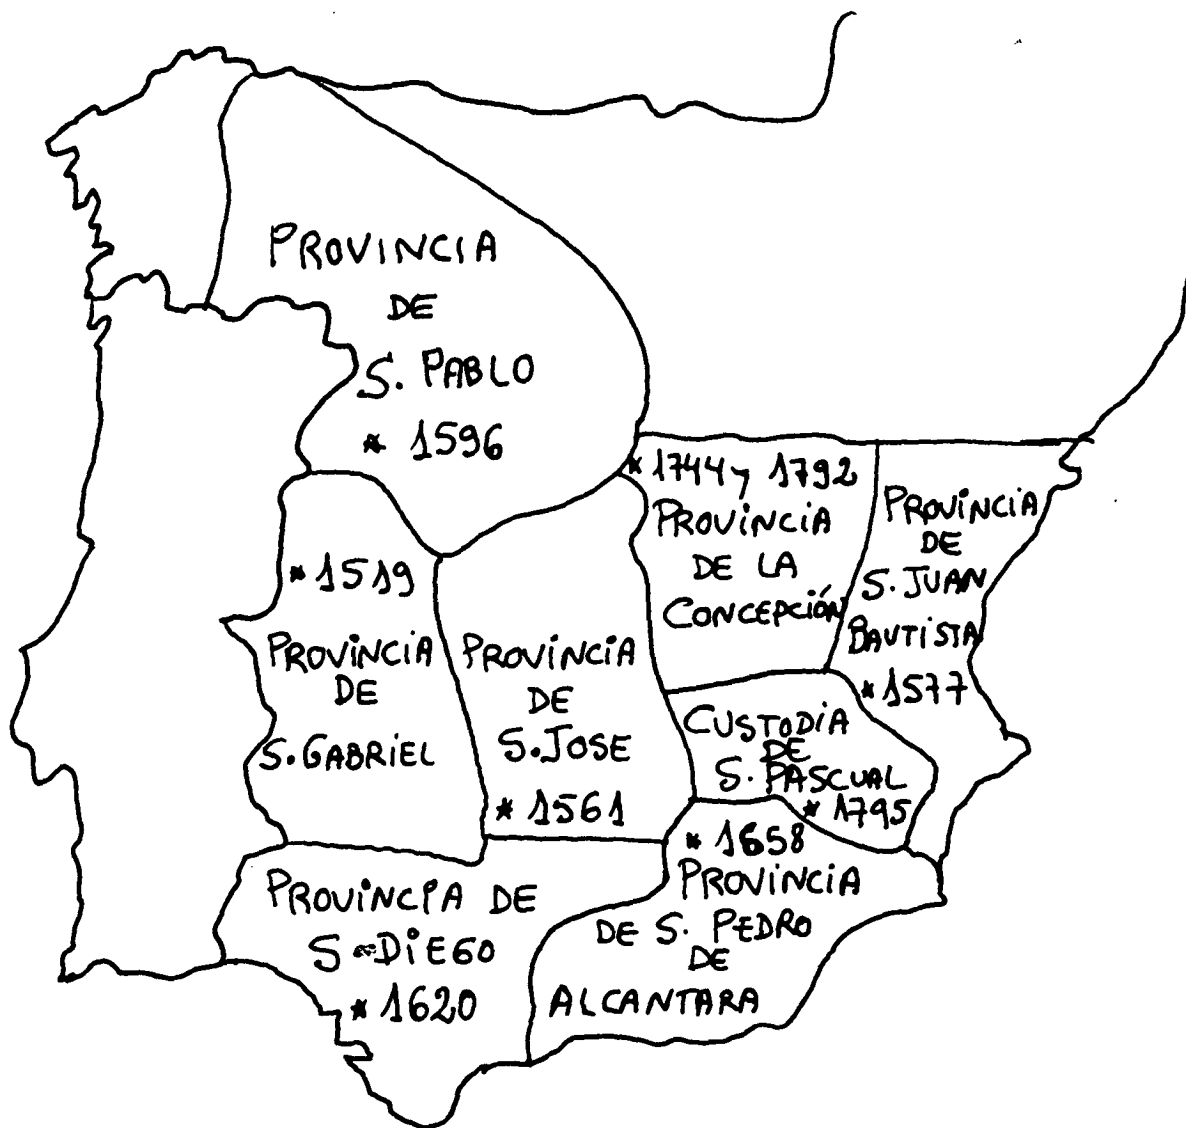 PROVINCIA
DE
S. PABLO
* 1596
* 1744 y 1792
PROVINCIA
DE LA
CONCEPCIÓN
PROVINCIA
DE
S. JUAN
BAUTISTA
* 1577
* 1519
PROVINCIA
DE
S. GABRIEL
PROVINCIA
DE
S. JOSE
* 1561
CUSTODIA
DE
S. PASCUAL
* 1795
PROVINCIA DE
S. DIEGO
* 1620
* 1658
PROVINCIA
DE S. PEDRO
DE
ALCANTARA